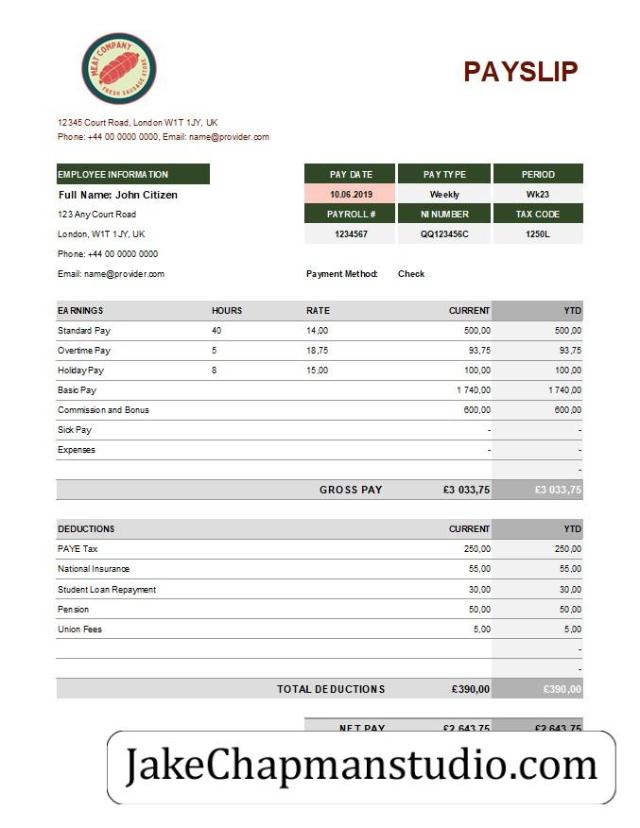 MEAT COMPANY
FRESH SAUSAGE STORE
PAYSLIP
12345 Court Road, London W1T 1JY, UK
Phone: +44 00 0000 0000, Email: name@provider.com
EMPLOYEE INFORMATION PAY DATE PAY TYPE PERIOD
Full Name: John Citizen 10.06.2019 Weekly Wk23
123 Any Court Road PAYROLL # NI NUMBER TAX CODE
London, W1T 1JY, UK 1234567 QQ123456C 1250L
Phone: +44 00 0000 0000
Email: name@provider.com Payment Method: Check
EARNINGS HOURS RATE CURRENT YTD
Standard Pay 40 14,00 500,00 500,00
Overtime Pay 5 18,75 93,75 93,75
Holiday Pay 8 15,00 100,00 100,00
Basic Pay 1 740,00 1 740,00
Commission and Bonus 600,00 600,00
Sick Pay - -
Expenses - -
-
GROSS PAY £3 033,75 £3 033,75
DEDUCTIONS CURRENT YTD
PAYE Tax 250,00 250,00
National Insurance 55,00 55,00
Student Loan Repayment 30,00 30,00
Pension 50,00 50,00
Union Fees 5,00 5,00
-
-
TOTAL DEDUCTIONS £390,00 £390,00
NET PAY £2 643,75 £2 643,75
JakeChapmanstudio.com